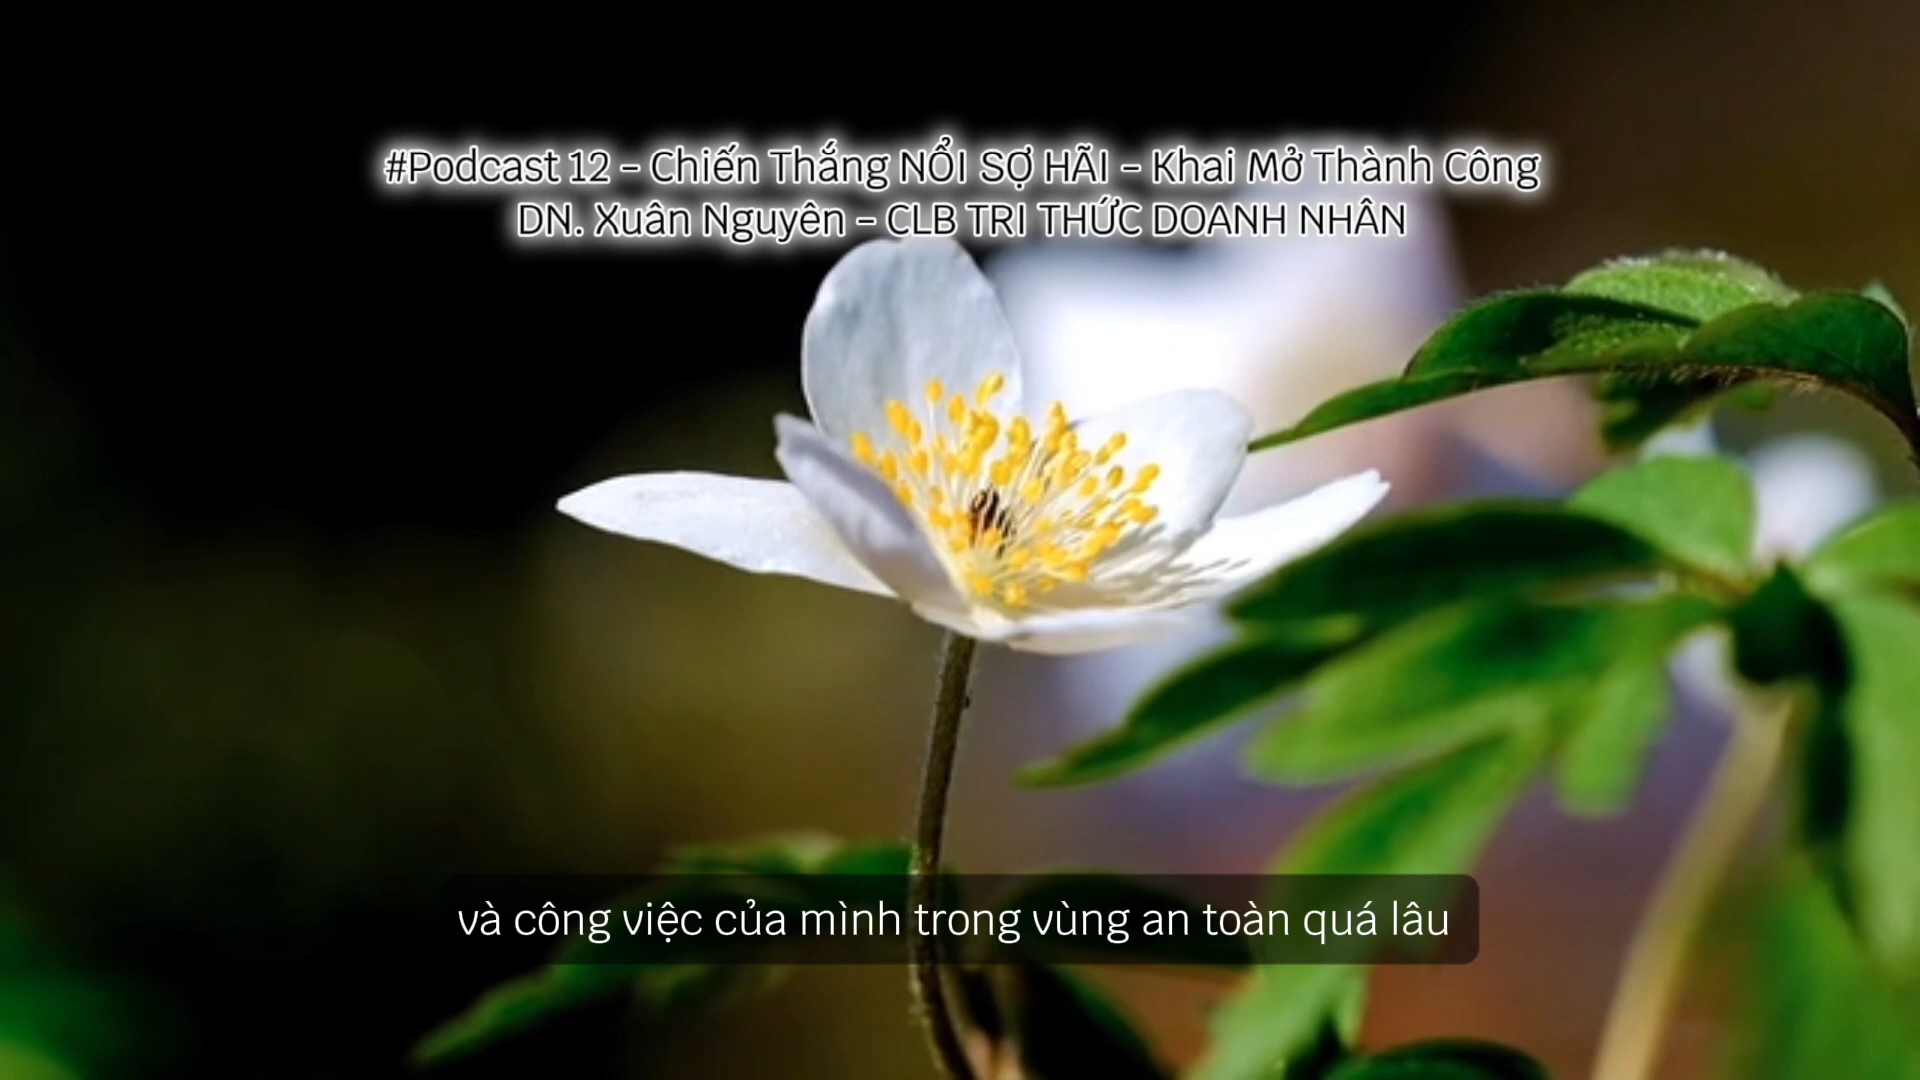 #Podcast 12 - Chiến Thắng NỔI SỢ HÃI - Khai Mở Thành Công
DN. Xuân Nguyên - CLB TRI THỨC DOANH NHÂN
và công việc của mình trong vùng an toàn quá lâu